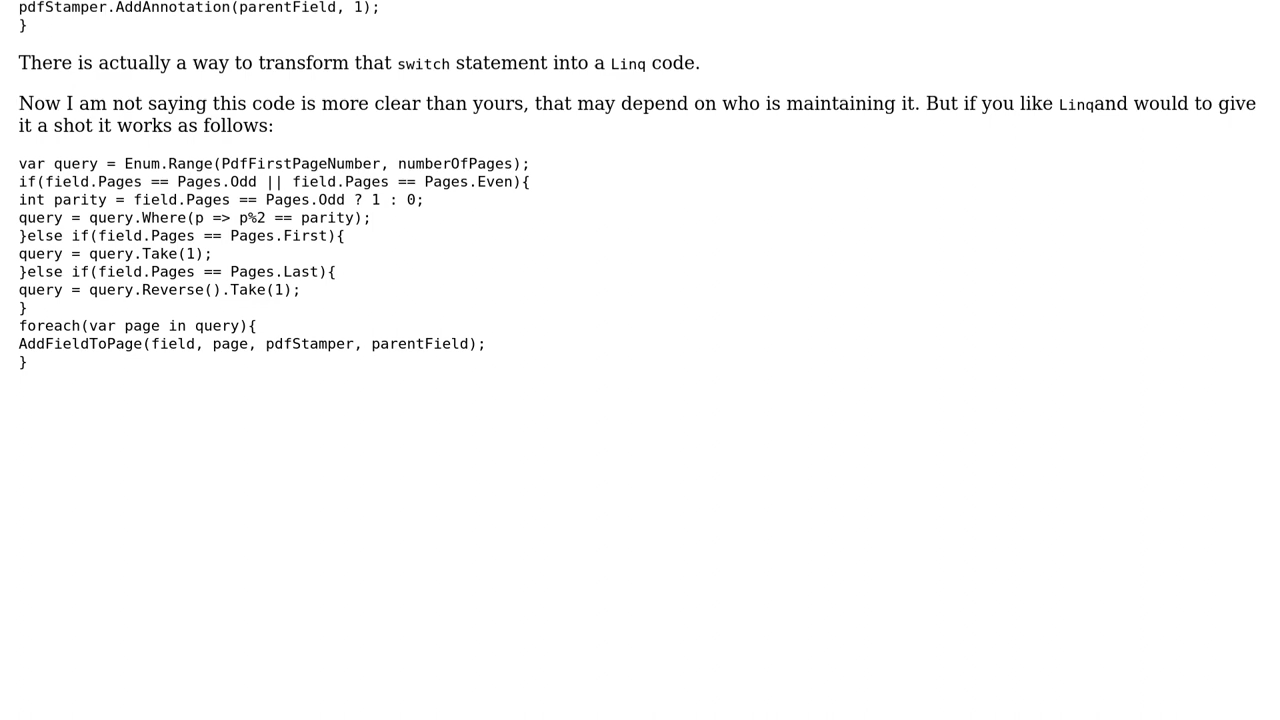 pdfStamper.AddAnnotation(parentField, 1);
}
There is actually a way to transform that switch statement into a Linq code.
Now I am not saying this code is more clear than yours, that may depend on who is maintaining it. But if you like Linqand would to give
it a shot it works as follows:
var query = Enum.Range(PdfFirstPageNumber, numberOfPages);
if(field.Pages == Pages.Odd || field.Pages == Pages.Even){
int parity = field.Pages == Pages.Odd ? 1 : 0;
query = query.Where(p => p%2 == parity);
}else if(field.Pages == Pages.First){
query = query.Take(1);
}else if(field.Pages == Pages.Last){
query = query.Reverse().Take(1);
}
foreach(var page in query){
AddFieldToPage(field, page, pdfStamper, parentField);
}